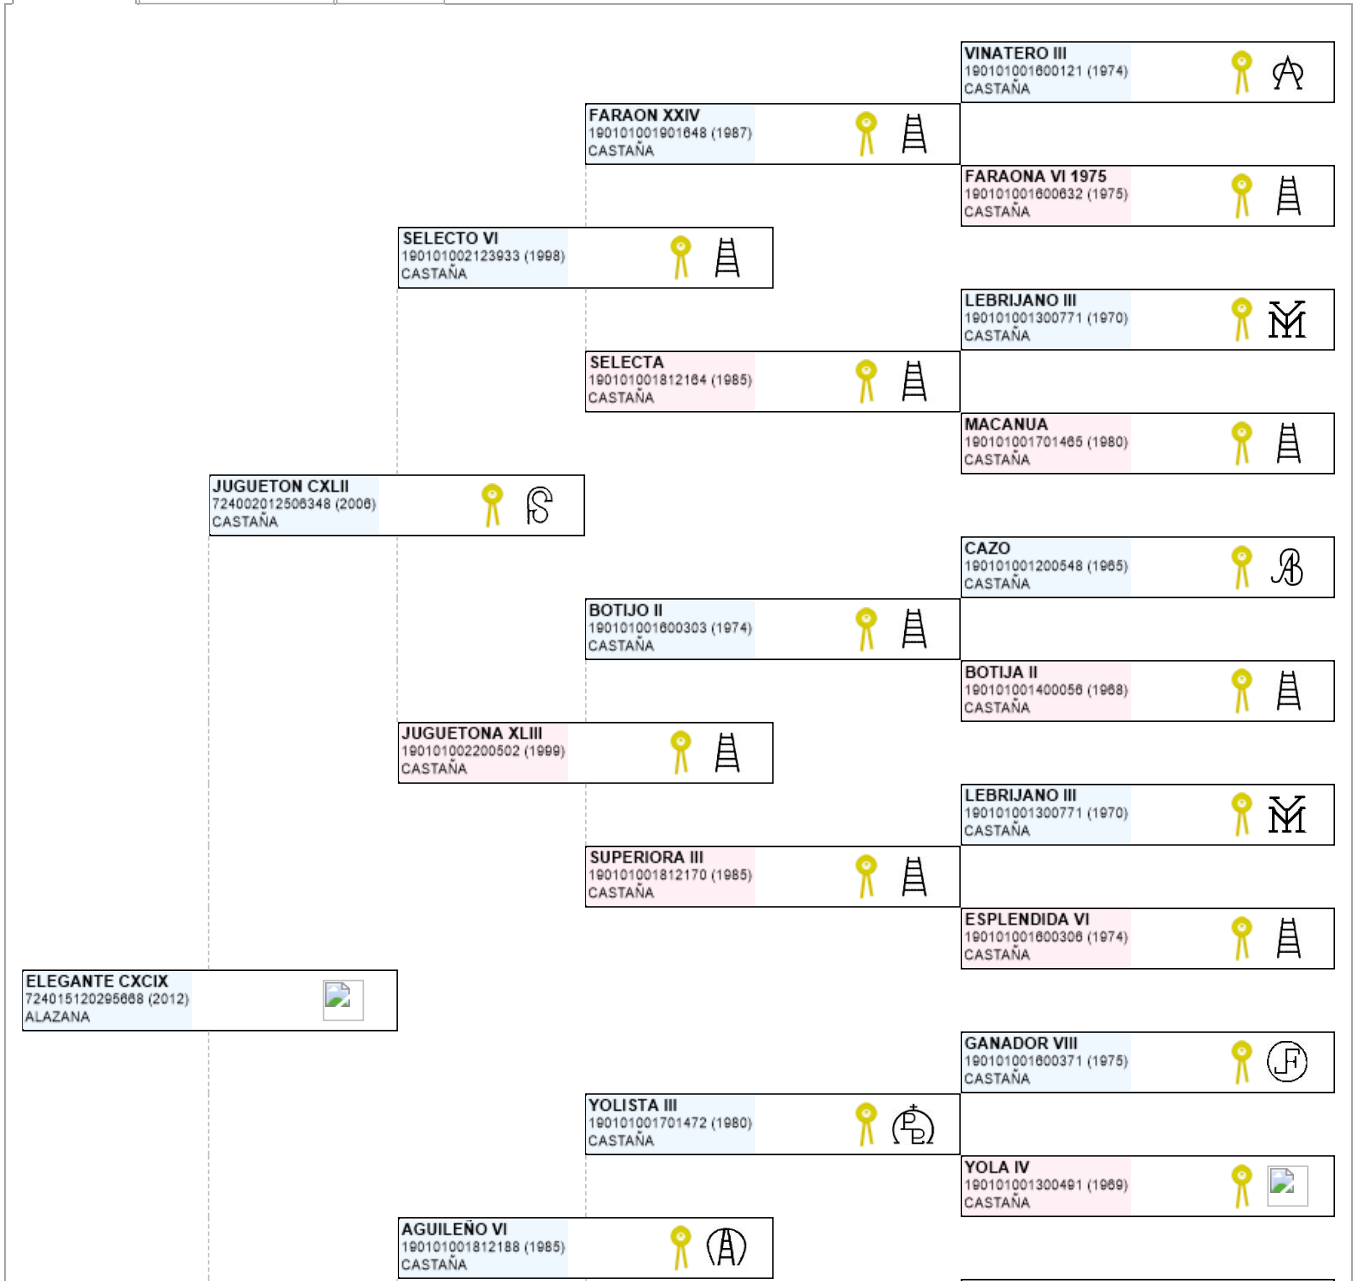 VINATERO III
190101001600121 (1974)
CASTAÑA
FARAON XXIV
190101001901648 (1987)
CASTAÑA
FARAONA VI 1975
190101001600632 (1975)
CASTAÑA
SELECTO VI
190101002123933 (1998)
CASTAÑA
LEBRIJANO III
190101001300771 (1970)
CASTAÑA
SELECTA
190101001812164 (1985)
CASTAÑA
MACANUA
190101001701465 (1980)
CASTAÑA
JUGUETON CXLII
724002012506348 (2006)
CASTAÑA
CAZO
190101001200548 (1965)
CASTAÑA
BOTIJO II
190101001600303 (1974)
CASTAÑA
BOTIJA II
190101001400056 (1968)
CASTAÑA
JUGUETONA XLIII
190101002200502 (1999)
CASTAÑA
LEBRIJANO III
190101001300771 (1970)
CASTAÑA
SUPERIORA III
190101001812170 (1985)
CASTAÑA
ESPLENDIDA VI
190101001600306 (1974)
CASTAÑA
ELEGANTE CXCIX
724015120295668 (2012)
ALAZANA
GANADOR VIII
190101001600371 (1975)
CASTAÑA
YOLISTA III
190101001701472 (1980)
CASTAÑA
YOLA IV
190101001300491 (1969)
CASTAÑA
AGUILEÑO VI
190101001812188 (1985)
CASTAÑA